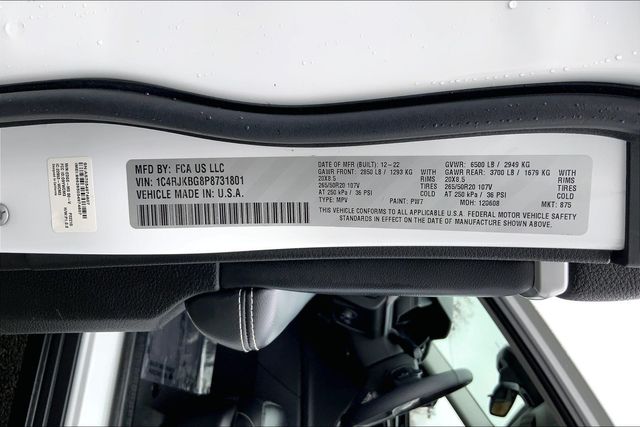 MFD BY: FCA US LLC
VIN: 1C4RJKBG8P8731801
VEHICLE MADE IN: U.S.A.
DATE OF MFR (BUILT): 12-22
GAWR FRONT: 2850 LB / 1293 KG WITH
20X8.5 RIMS
265/50R20 107V TIRES
AT 250 kPa / 36 PSI COLD
TYPE: MPV PAINT: PW7
GVWR: 6500 LB / 2949 KG
GAWR REAR: 3700 LB / 1679 KG WITH
20X8.5 RIMS
265/50R20 107V TIRES
AT 250 kPa / 36 PSI COLD
MOH: 120608 MKT: 875
THIS VEHICLE CONFORMS TO ALL APPLICABLE U.S.A. FEDERAL MOTOR VEHICLE SAFETY
STANDARDS IN EFFECT ON THE DATE OF MANUFACTURE SHOWN ABOVE.